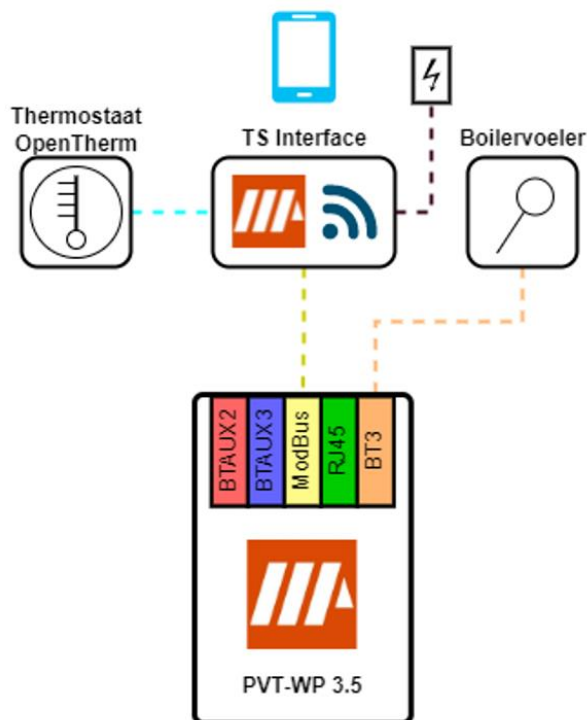 Thermostaat
OpenTherm
TS Interface
Boilervoeler
BTAUX2
BTAUX3
ModBus
RJ45
BT3
PVT-WP 3.5